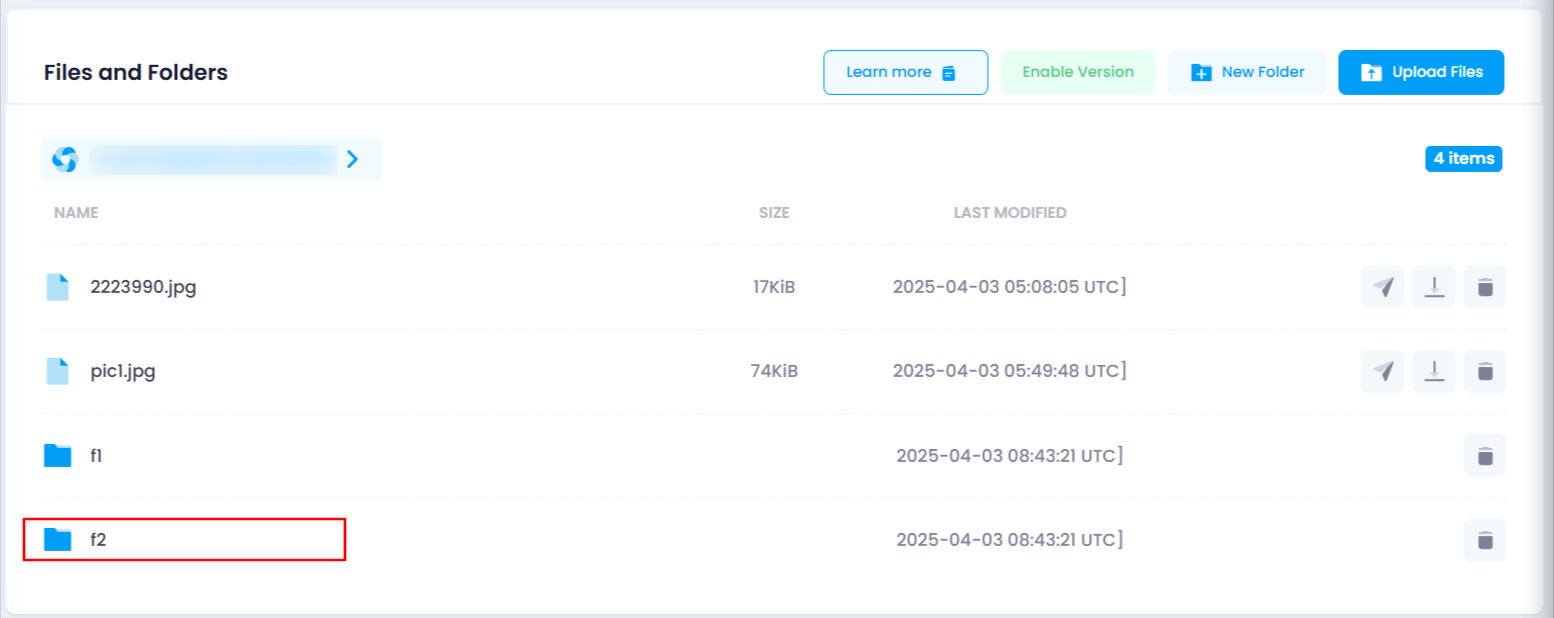 Files and Folders
Learn more
Enable Version
New Folder
Upload Files
4 items
NAME SIZE LAST MODIFIED
2223990.jpg 17KiB 2025-04-03 05:08:05 UTC]
pic1.jpg 74KiB 2025-04-03 05:49:48 UTC]
f1 2025-04-03 08:43:21 UTC]
f2 2025-04-03 08:43:21 UTC]